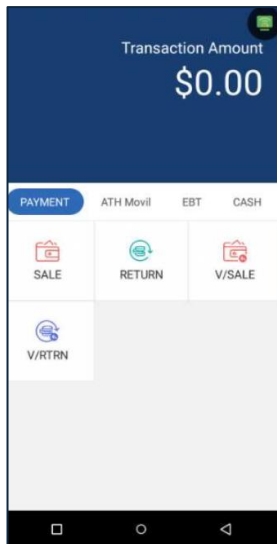 Transaction Amount
$0.00
PAYMENT ATH Movil EBT CASH
SALE RETURN V/SALE
V/RTRN